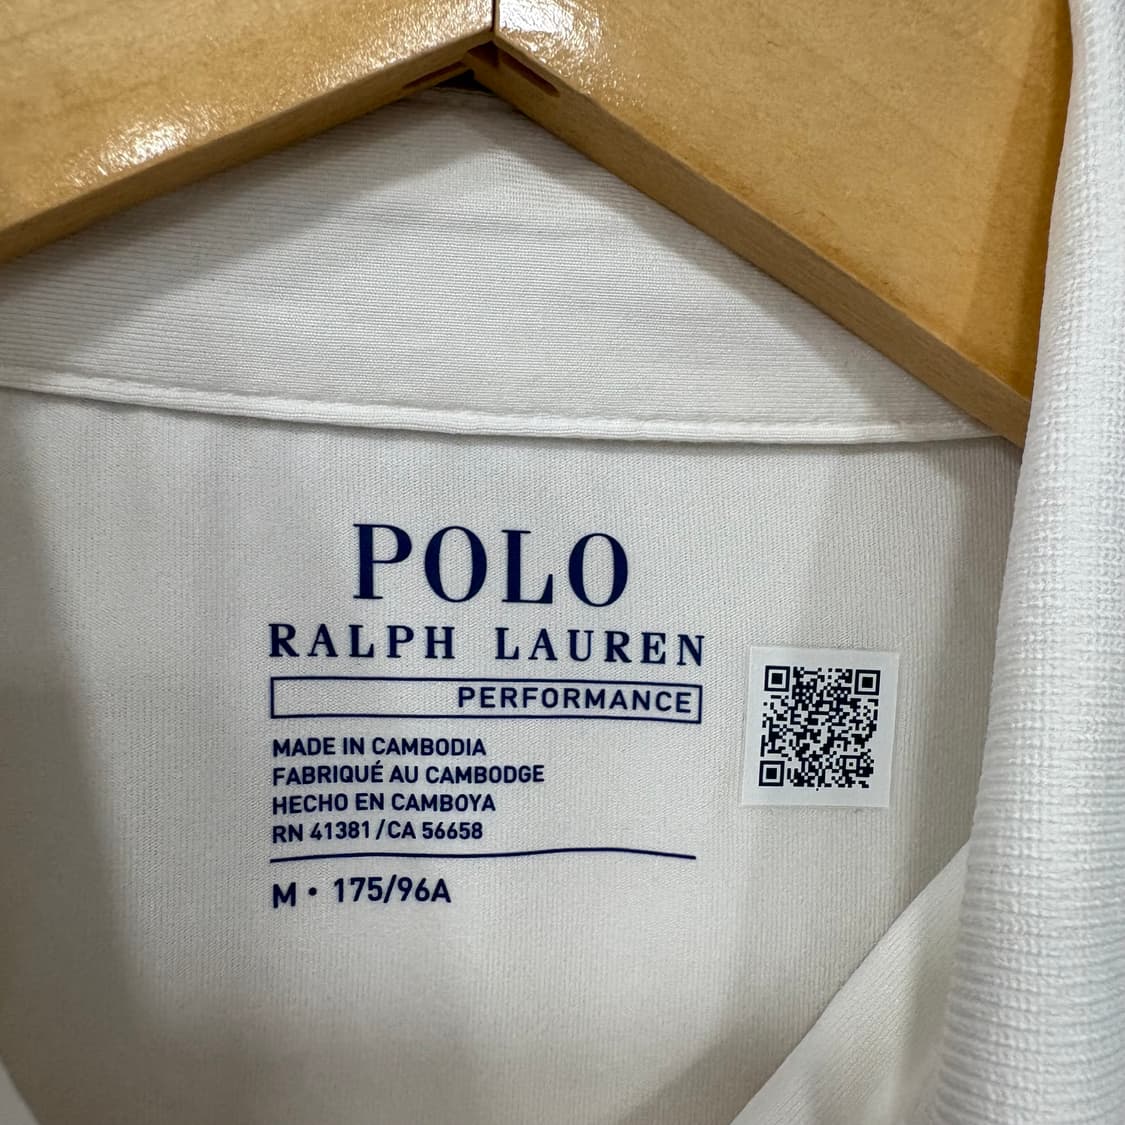 POLO
RALPH LAUREN
PERFORMANCE
MADE IN CAMBODIA
FABRIQUÉ AU CAMBODGE
HECHO EN CAMBOYA
RN 41381/CA 56658
M • 175/96A